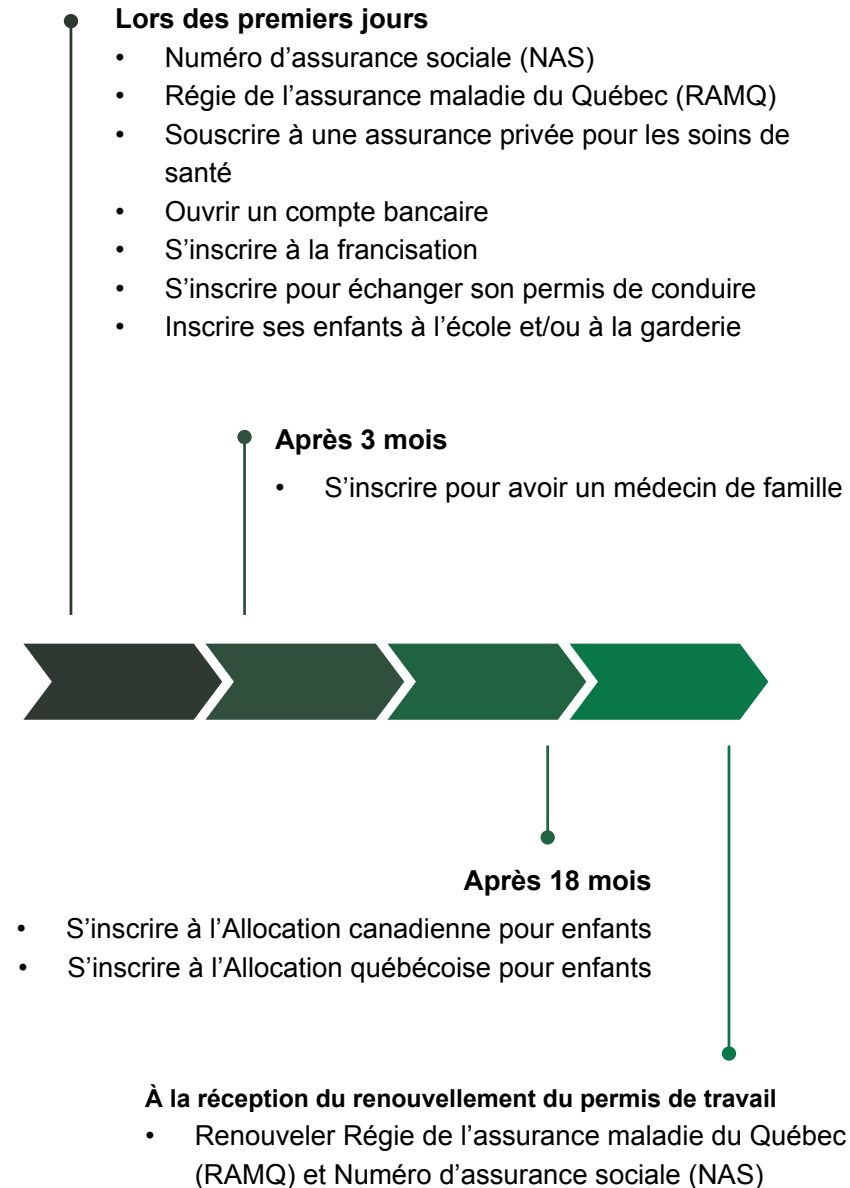 Lors des premiers jours
• Numéro d’assurance sociale (NAS)
• Régie de l’assurance maladie du Québec (RAMQ)
• Souscrire à une assurance privée pour les soins de
santé
• Ouvrir un compte bancaire
• S’inscrire à la francisation
• S’inscrire pour échanger son permis de conduire
• Inscrire ses enfants à l’école et/ou à la garderie
Après 3 mois
• S’inscrire pour avoir un médecin de famille
Après 18 mois
• S’inscrire à l’Allocation canadienne pour enfants
• S’inscrire à l’Allocation québécoise pour enfants
À la réception du renouvellement du permis de travail
• Renouveler Régie de l’assurance maladie du Québec
(RAMQ) et Numéro d’assurance sociale (NAS)